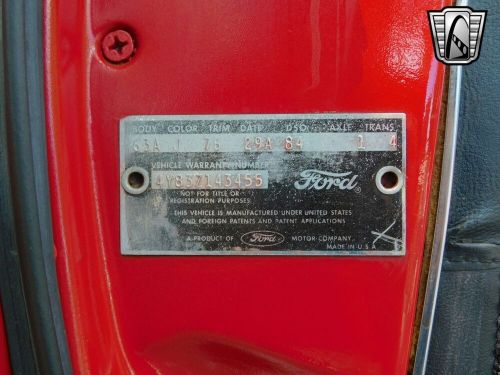 BODY COLOR TRIM DATE DSO AXLE TRANS
63A J 7B 29A 84 1 4
VEHICLE WARRANTY NUMBER
4Y83Z143455
NOT FOR TITLE OR
REGISTRATION PURPOSES
Ford
THIS VEHICLE IS MANUFACTURED UNDER UNITED STATES
AND FOREIGN PATENTS AND PATENT APPLICATIONS
A PRODUCT OF Ford MOTOR COMPANY
MADE IN U.S.A